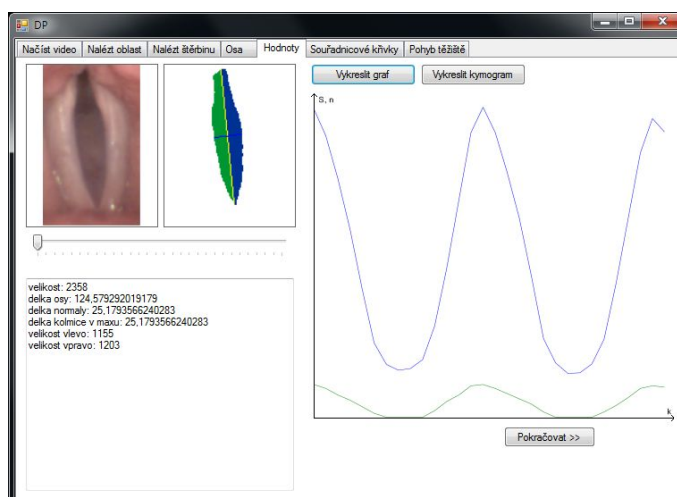 DP
Načíst video Nalézt oblast Nalézt štěrbinu Osa Hodnoty Souřadnicové křivky Pohyb těžiště
Vykreslit graf Vykreslit kymogram
S, n
velikost: 2358
delka osy: 124,579292019179
delka normaly: 25,1793566240283
delka kolmice v maxu: 25,1793566240283
velikost vlevo: 1155
velikost vpravo: 1203
k
Pokračovat >>